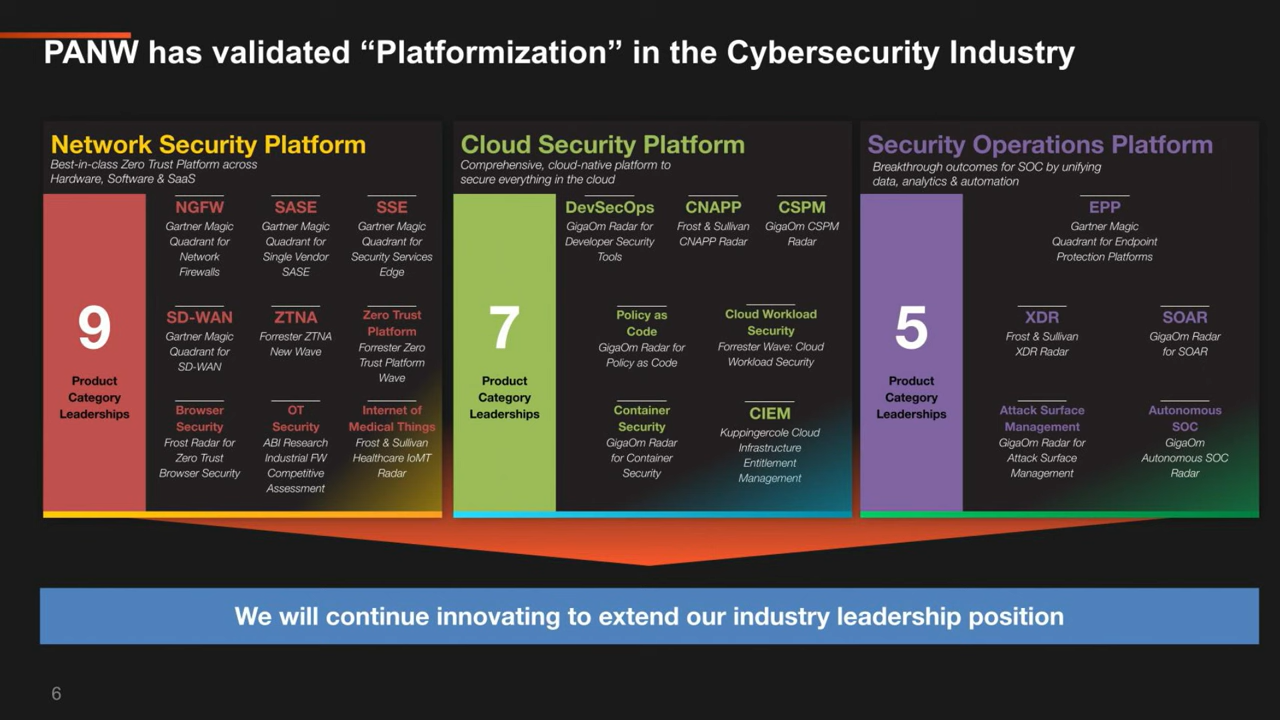 PANW has validated “Platformization” in the Cybersecurity Industry
Network Security Platform
Best-in-class Zero Trust Platform across
Hardware, Software & SaaS
9
Product
Category
Leaderships
NGFW
Gartner Magic
Quadrant for
Network
Firewalls
SASE
Gartner Magic
Quadrant for
Single Vendor
SASE
SSE
Gartner Magic
Quadrant for
Security Services
Edge
SD-WAN
Gartner Magic
Quadrant for
SD-WAN
ZTNA
Forrester ZTNA
New Wave
Zero Trust
Platform
Forrester Zero
Trust Platform
Wave
Browser
Security
Frost Radar for
Zero Trust
Browser Security
OT
Security
ABI Research
Industrial FW
Competitive
Assessment
Internet of
Medical Things
Frost & Sullivan
Healthcare IoMT
Radar
Cloud Security Platform
Comprehensive, cloud-native platform to
secure everything in the cloud
7
Product
Category
Leaderships
DevSecOps
GigaOm Radar for
Developer Security
Tools
CNAPP
Frost & Sullivan
CNAPP Radar
CSPM
GigaOm CSPM
Radar
Policy as
Code
GigaOm Radar for
Policy as Code
Cloud Workload
Security
Forrester Wave: Cloud
Workload Security
Container
Security
GigaOm Radar
for Container
Security
CIEM
Kuppingercole Cloud
Infrastructure
Entitlement
Management
Security Operations Platform
Breakthrough outcomes for SOC by unifying
data, analytics & automation
5
Product
Category
Leaderships
EPP
Gartner Magic
Quadrant for Endpoint
Protection Platforms
XDR
Frost & Sullivan
XDR Radar
SOAR
GigaOm Radar
for SOAR
Attack Surface
Management
GigaOm Radar for
Attack Surface
Management
Autonomous
SOC
GigaOm
Autonomous SOC
Radar
We will continue innovating to extend our industry leadership position
6